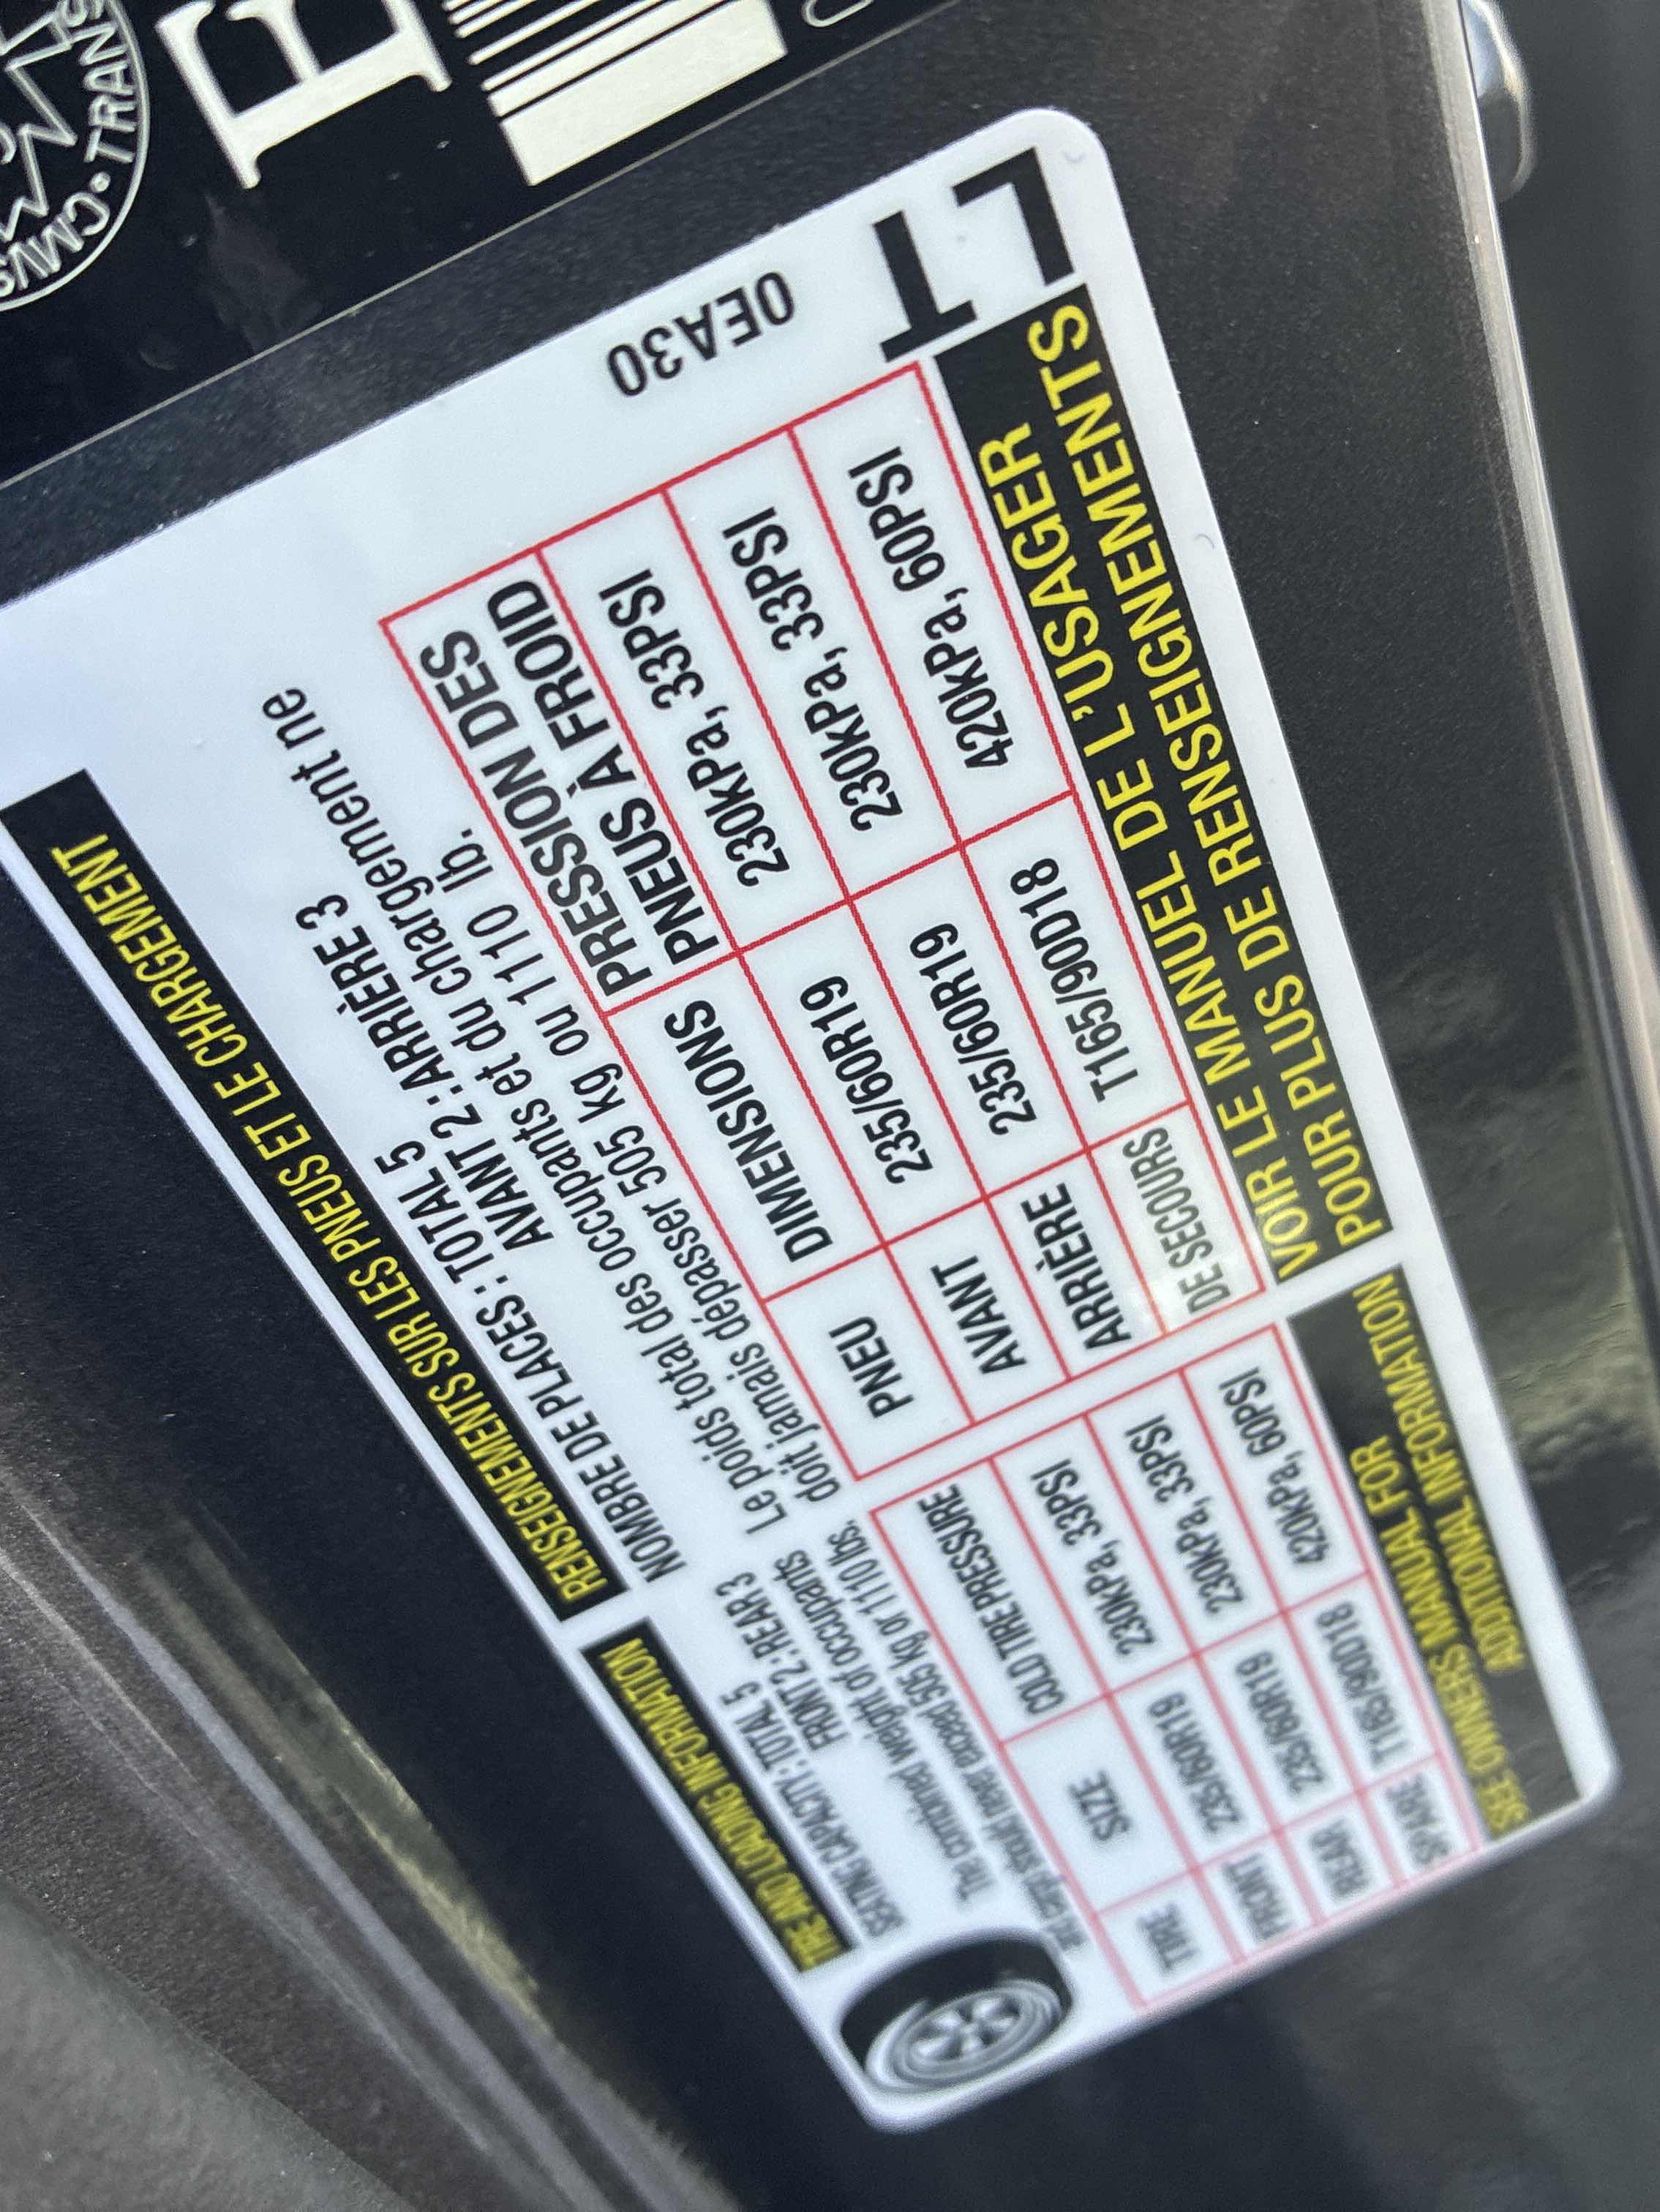 CMVS
TRANS
E
TIRE AND LOADING INFORMATION
SEATING CAPACITY: TOTAL 5
FRONT 2: REAR 3
The combined weight of occupants
and cargo should never exceed 505 kg or 1110 lbs.
TIRE SIZE COLD TIRE PRESSURE
FRONT 235/60R19 230kPa, 33PSI
REAR 235/60R19 230kPa, 33PSI
SPARE T165/90D18 420kPa, 60PSI
SEE OWNERS MANUAL FOR
ADDITIONAL INFORMATION
RENSEIGNEMENTS SUR LES PNEUS ET LE CHARGEMENT
NOMBRE DE PLACES : TOTAL 5
AVANT 2 : ARRIÈRE 3
Le poids total des occupants et du chargement ne
doit jamais dépasser 505 kg ou 1110 lb.
PNEU DIMENSIONS PRESSION DES
PNEUS À FROID
AVANT 235/60R19 230kPa, 33PSI
ARRIÈRE 235/60R19 230kPa, 33PSI
DE SECOURS T165/90D18 420kPa, 60PSI
VOIR LE MANUEL DE L'USAGER
POUR PLUS DE RENSEIGNEMENTS
0EA30
LT